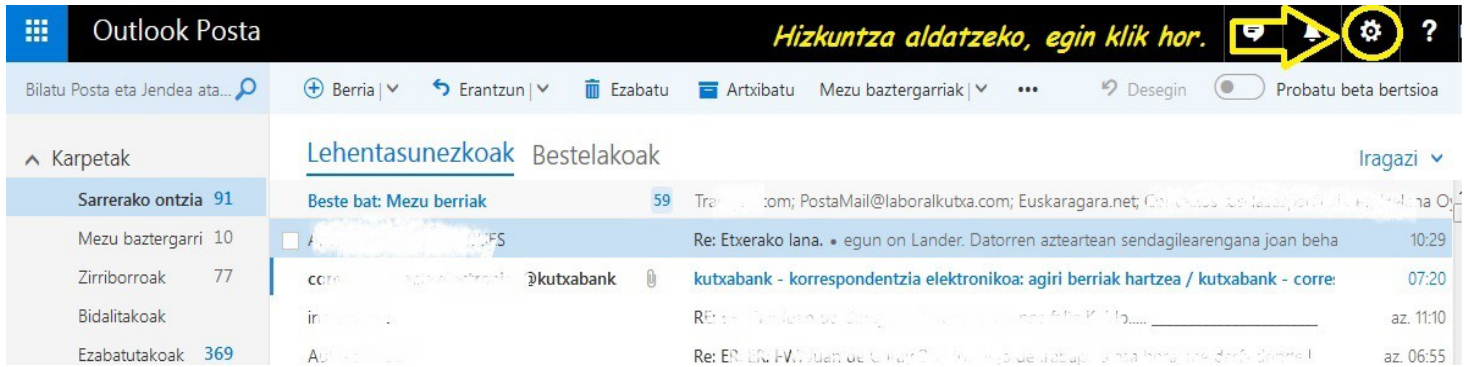 Outlook Posta
Hizkuntza aldatzeko, egin klik hor.
?
Bilatu Posta eta Jendea ata...
Berria
Erantzun
Ezabatu
Artxibatu
Mezu baztergarriak
Desegin
Probatu beta bertsioa
Karpetak
Lehentasunezkoak Bestelakoak
Iragazi
Sarrerako ontzia 91
Beste bat: Mezu berriak 59
PostaMail@laboralkutxa.com; Euskaragara.net;
Mezu baztergarri 10
Re: Etxerako lana. • egun on Lander. Datorren azteartean sendagilearengana joan beha 10:29
Zirriborroak 77
@kutxabank
kutxabank - korrespondentzia elektronikoa: agiri berriak hartzea / kutxabank - corre: 07:20
Bidalitakoak
az. 11:10
Ezabatutakoak 369
Re: az. 06:55